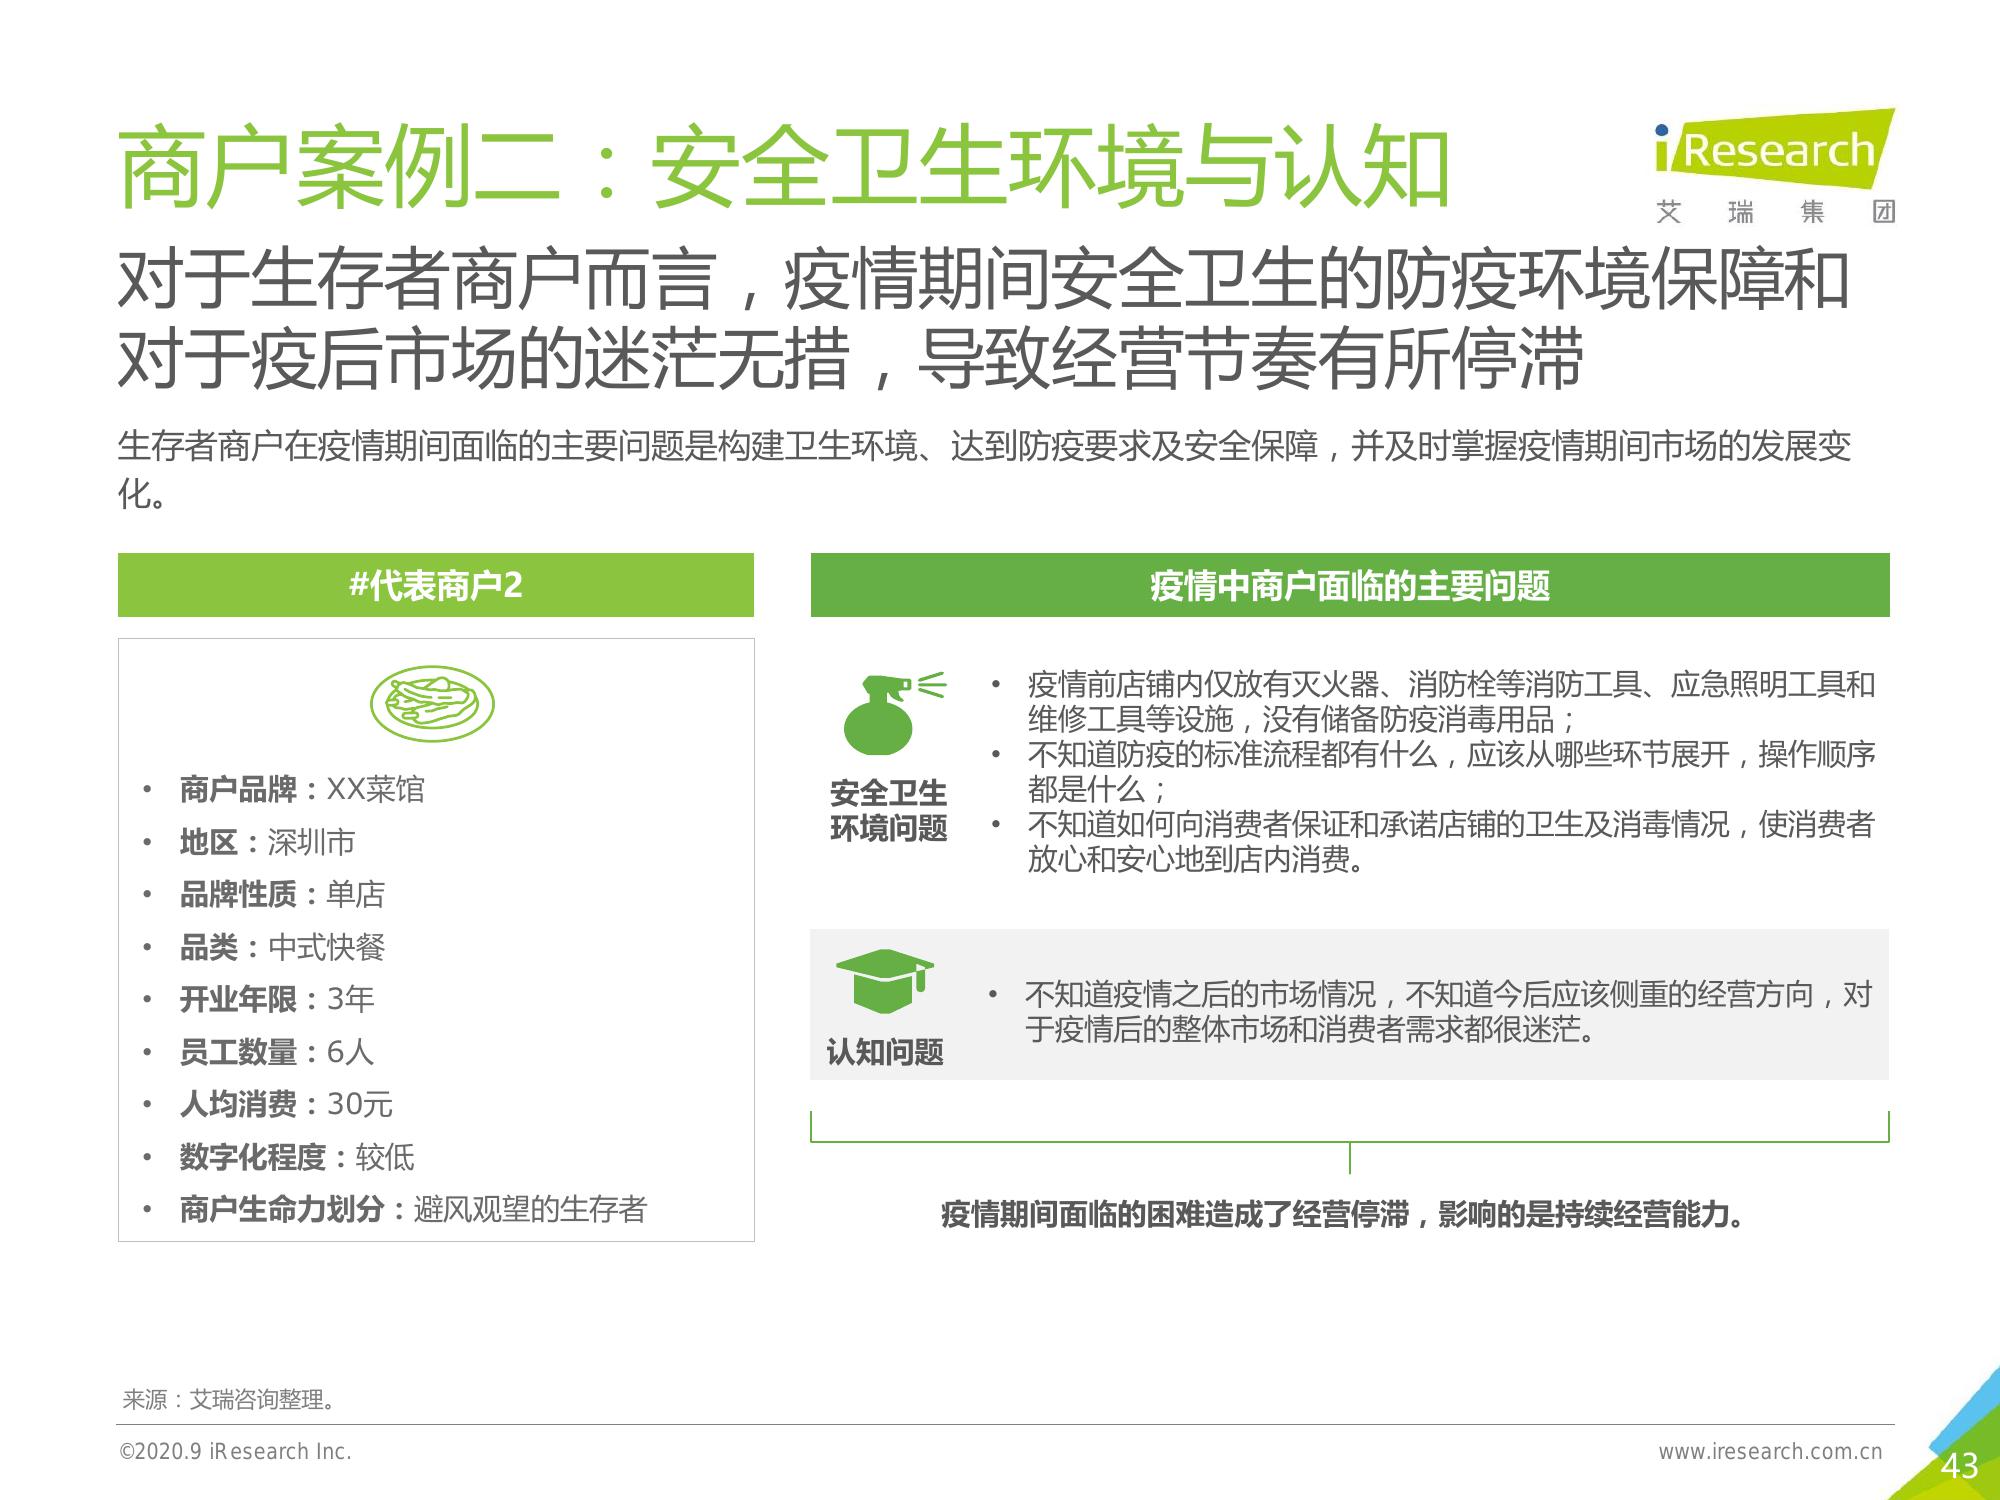 商户案例二：安全卫生环境与认知
iResearch
艾瑞集团
对于生存者商户而言，疫情期间安全卫生的防疫环境保障和
对于疫后市场的迷茫无措，导致经营节奏有所停滞
生存者商户在疫情期间面临的主要问题是构建卫生环境、达到防疫要求及安全保障，并及时掌握疫情期间市场的发展变
化。
#代表商户2
• 商户品牌：XX菜馆
• 地区：深圳市
• 品牌性质：单店
• 品类：中式快餐
• 开业年限：3年
• 员工数量：6人
• 人均消费：30元
• 数字化程度：较低
• 商户生命力划分：避风观望的生存者
疫情中商户面临的主要问题
安全卫生
环境问题
• 疫情前店铺内仅放有灭火器、消防栓等消防工具、应急照明工具和
维修工具等设施，没有储备防疫消毒用品；
• 不知道防疫的标准流程都有什么，应该从哪些环节展开，操作顺序
都是什么；
• 不知道如何向消费者保证和承诺店铺的卫生及消毒情况，使消费者
放心和安心地到店内消费。
认知问题
• 不知道疫情之后的市场情况，不知道今后应该侧重的经营方向，对
于疫情后的整体市场和消费者需求都很迷茫。
疫情期间面临的困难造成了经营停滞，影响的是持续经营能力。
来源：艾瑞咨询整理。
©2020.9 iResearch Inc.
www.iresearch.com.cn
43